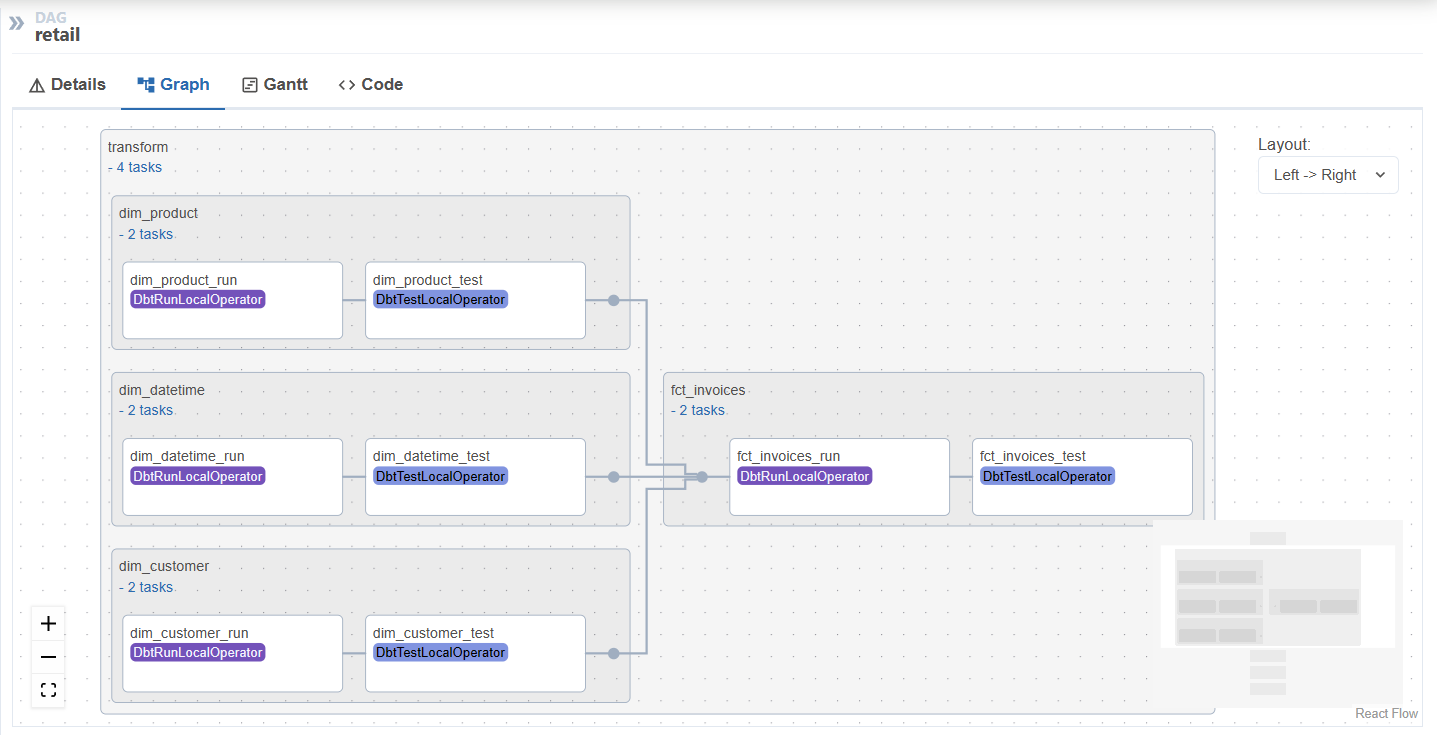 DAG
retail
Details
Graph
Gantt
Code
Layout:
Left -> Right
transform
- 4 tasks
dim_product
- 2 tasks
dim_product_run
DbtRunLocalOperator
dim_product_test
DbtTestLocalOperator
dim_datetime
- 2 tasks
dim_datetime_run
DbtRunLocalOperator
dim_datetime_test
DbtTestLocalOperator
fct_invoices
- 2 tasks
fct_invoices_run
DbtRunLocalOperator
fct_invoices_test
DbtTestLocalOperator
dim_customer
- 2 tasks
dim_customer_run
DbtRunLocalOperator
dim_customer_test
DbtTestLocalOperator
React Flow